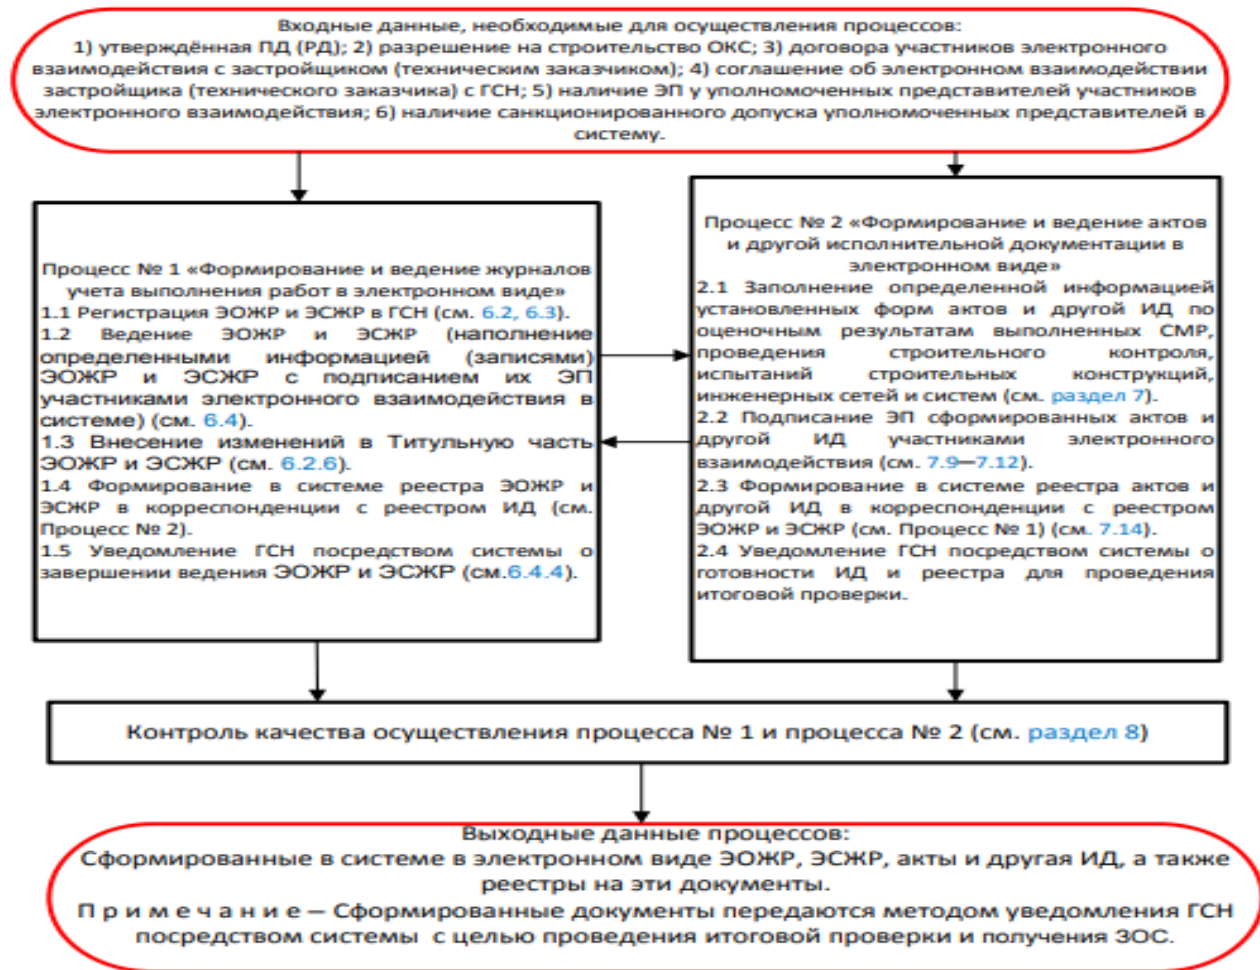 Входные данные, необходимые для осуществления процессов:
1) утверждённая ПД (РД); 2) разрешение на строительство ОКС; 3) договора участников электронного
взаимодействия с застройщиком (техническим заказчиком); 4) соглашение об электронном взаимодействии
застройщика (технического заказчика) с ГСН; 5) наличие ЭП у уполномоченных представителей участников
электронного взаимодействия; 6) наличие санкционированного допуска уполномоченных представителей в
систему.
Процесс № 1 «Формирование и ведение журналов
учета выполнения работ в электронном виде»
1.1 Регистрация ЭОЖР и ЭСЖР в ГСН (см. 6.2, 6.3).
1.2 Ведение ЭОЖР и ЭСЖР (наполнение
определенными информацией (записями)
ЭОЖР и ЭСЖР с подписанием их ЭП
участниками электронного взаимодействия в
системе) (см. 6.4).
1.3 Внесение изменений в Титульную часть
ЭОЖР и ЭСЖР (см. 6.2.6).
1.4 Формирование в системе реестра ЭОЖР и
ЭСЖР в корреспонденции с реестром ИД (см.
Процесс № 2).
1.5 Уведомление ГСН посредством системы о
завершении ведения ЭОЖР и ЭСЖР (см.6.4.4).
Процесс № 2 «Формирование и ведение актов
и другой исполнительной документации в
электронном виде»
2.1 Заполнение определенной информацией
установленных форм актов и другой ИД по
оценочным результатам выполненных СМР,
проведения строительного контроля,
испытаний строительных конструкций,
инженерных сетей и систем (см. раздел 7).
2.2 Подписание ЭП сформированных актов и
другой ИД участниками электронного
взаимодействия (см. 7.9—7.12).
2.3 Формирование в системе реестра актов и
другой ИД в корреспонденции с реестром
ЭОЖР и ЭСЖР (см. Процесс № 1) (см. 7.14).
2.4 Уведомление ГСН посредством системы о
готовности ИД и реестра для проведения
итоговой проверки.
Контроль качества осуществления процесса № 1 и процесса № 2 (см. раздел 8)
Выходные данные процессов:
Сформированные в системе в электронном виде ЭОЖР, ЭСЖР, акты и другая ИД, а также
реестры на эти документы.
П р и м е ч а н и е — Сформированные документы передаются методом уведомления ГСН
посредством системы с целью проведения итоговой проверки и получения ЗОС.